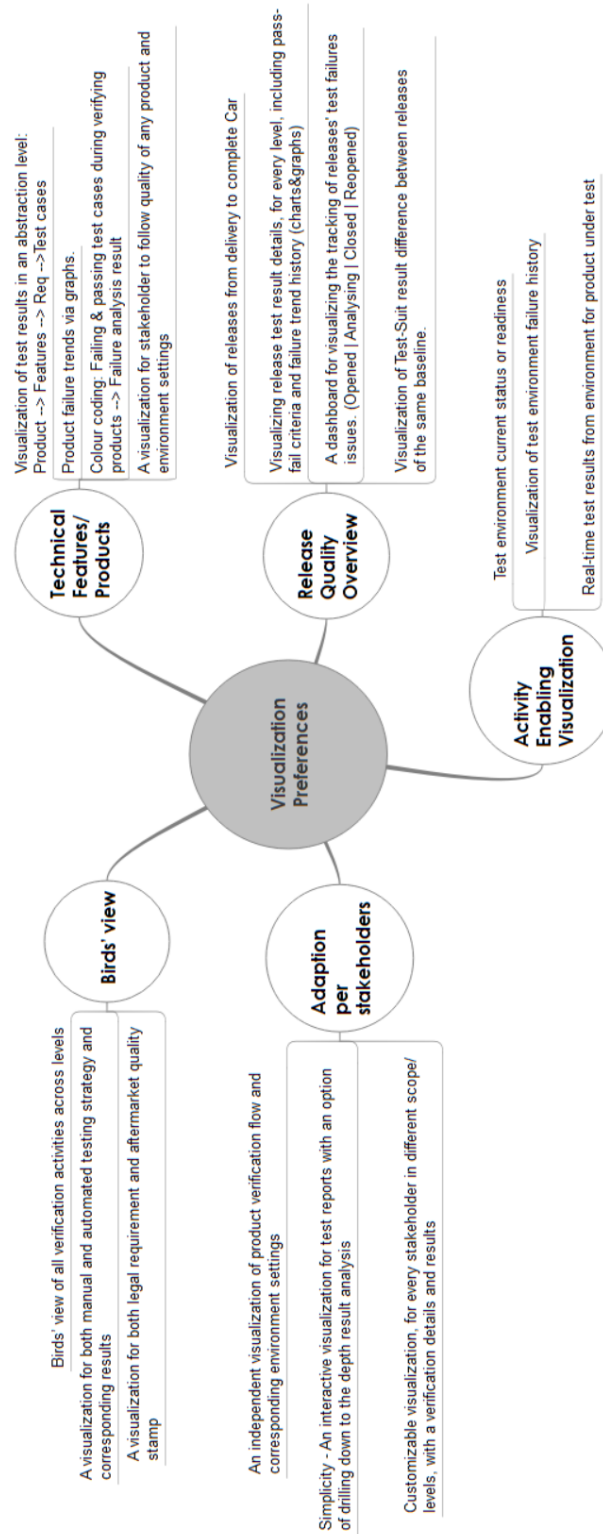 Visualization
Preferences
Birds' view
Birds' view of all verification activities across levels
A visualization for both manual and automated testing strategy and
corresponding results
A visualization for both legal requirement and aftermarket quality
stamp
Adaption
per
stakeholders
An independent visualization of product verification flow and
corresponding environment settings
Simplicity - An interactive visualization for test reports with an option
of drilling down to the depth result analysis
Customizable visualization, for every stakeholder in different scope/
levels, with a verification details and results
Technical
Features/
Products
Visualization of test results in an abstraction level:
Product --> Features --> Req -->Test cases
Product failure trends via graphs.
Colour coding: Failing & passing test cases during verifying
products --> Failure analysis result
A visualization for stakeholder to follow quality of any product and
environment settings
Release
Quality
Overview
Visualization of releases from delivery to complete Car
Visualizing release test result details, for every level, including pass-
fail criteria and failure trend history (charts&graphs)
A dashboard for visualizing the tracking of releases' test failures
issues. (Opened | Analysing | Closed | Reopened)
Visualization of Test-Suit result difference between releases
of the same baseline.
Activity
Enabling
Visualization
Test environment current status or readiness
Visualization of test environment failure history
Real-time test results from environment for product under test